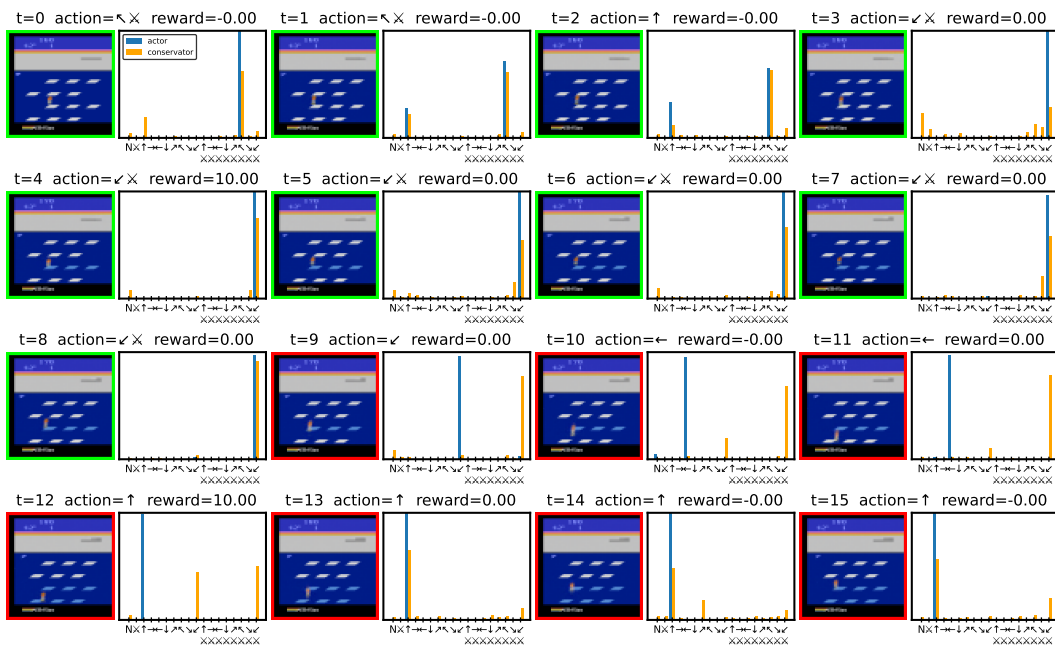 t=0 action=↖⚔ reward=-0.00
t=1 action=↖⚔ reward=-0.00
t=2 action=↑ reward=-0.00
t=3 action=↙⚔ reward=0.00
actor
conservator
N⚔↑→←↓↗↖↘↙↑→←↓↗↖↘↙
⚔⚔⚔⚔⚔⚔⚔⚔
N⚔↑→←↓↗↖↘↙↑→←↓↗↖↘↙
⚔⚔⚔⚔⚔⚔⚔⚔
N⚔↑→←↓↗↖↘↙↑→←↓↗↖↘↙
⚔⚔⚔⚔⚔⚔⚔⚔
N⚔↑→←↓↗↖↘↙↑→←↓↗↖↘↙
⚔⚔⚔⚔⚔⚔⚔⚔
t=4 action=↙⚔ reward=10.00
t=5 action=↙⚔ reward=0.00
t=6 action=↙⚔ reward=0.00
t=7 action=↙⚔ reward=0.00
N⚔↑→←↓↗↖↘↙↑→←↓↗↖↘↙
⚔⚔⚔⚔⚔⚔⚔⚔
N⚔↑→←↓↗↖↘↙↑→←↓↗↖↘↙
⚔⚔⚔⚔⚔⚔⚔⚔
N⚔↑→←↓↗↖↘↙↑→←↓↗↖↘↙
⚔⚔⚔⚔⚔⚔⚔⚔
N⚔↑→←↓↗↖↘↙↑→←↓↗↖↘↙
⚔⚔⚔⚔⚔⚔⚔⚔
t=8 action=↙⚔ reward=0.00
t=9 action=↙ reward=0.00
t=10 action=← reward=-0.00
t=11 action=← reward=0.00
N⚔↑→←↓↗↖↘↙↑→←↓↗↖↘↙
⚔⚔⚔⚔⚔⚔⚔⚔
N⚔↑→←↓↗↖↘↙↑→←↓↗↖↘↙
⚔⚔⚔⚔⚔⚔⚔⚔
N⚔↑→←↓↗↖↘↙↑→←↓↗↖↘↙
⚔⚔⚔⚔⚔⚔⚔⚔
N⚔↑→←↓↗↖↘↙↑→←↓↗↖↘↙
⚔⚔⚔⚔⚔⚔⚔⚔
t=12 action=↑ reward=10.00
t=13 action=↑ reward=0.00
t=14 action=↑ reward=-0.00
t=15 action=↑ reward=-0.00
N⚔↑→←↓↗↖↘↙↑→←↓↗↖↘↙
⚔⚔⚔⚔⚔⚔⚔⚔
N⚔↑→←↓↗↖↘↙↑→←↓↗↖↘↙
⚔⚔⚔⚔⚔⚔⚔⚔
N⚔↑→←↓↗↖↘↙↑→←↓↗↖↘↙
⚔⚔⚔⚔⚔⚔⚔⚔
N⚔↑→←↓↗↖↘↙↑→←↓↗↖↘↙
⚔⚔⚔⚔⚔⚔⚔⚔